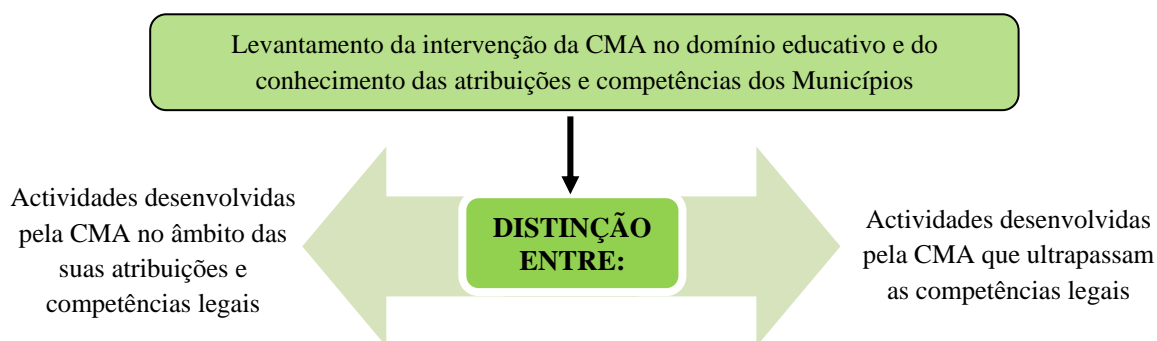 Levantamento da intervenção da CMA no domínio educativo e do
conhecimento das atribuições e competências dos Municípios
Actividades desenvolvidas
pela CMA no âmbito das
suas atribuições e
competências legais
DISTINÇÃO
ENTRE:
Actividades desenvolvidas
pela CMA que ultrapassam
as competências legais